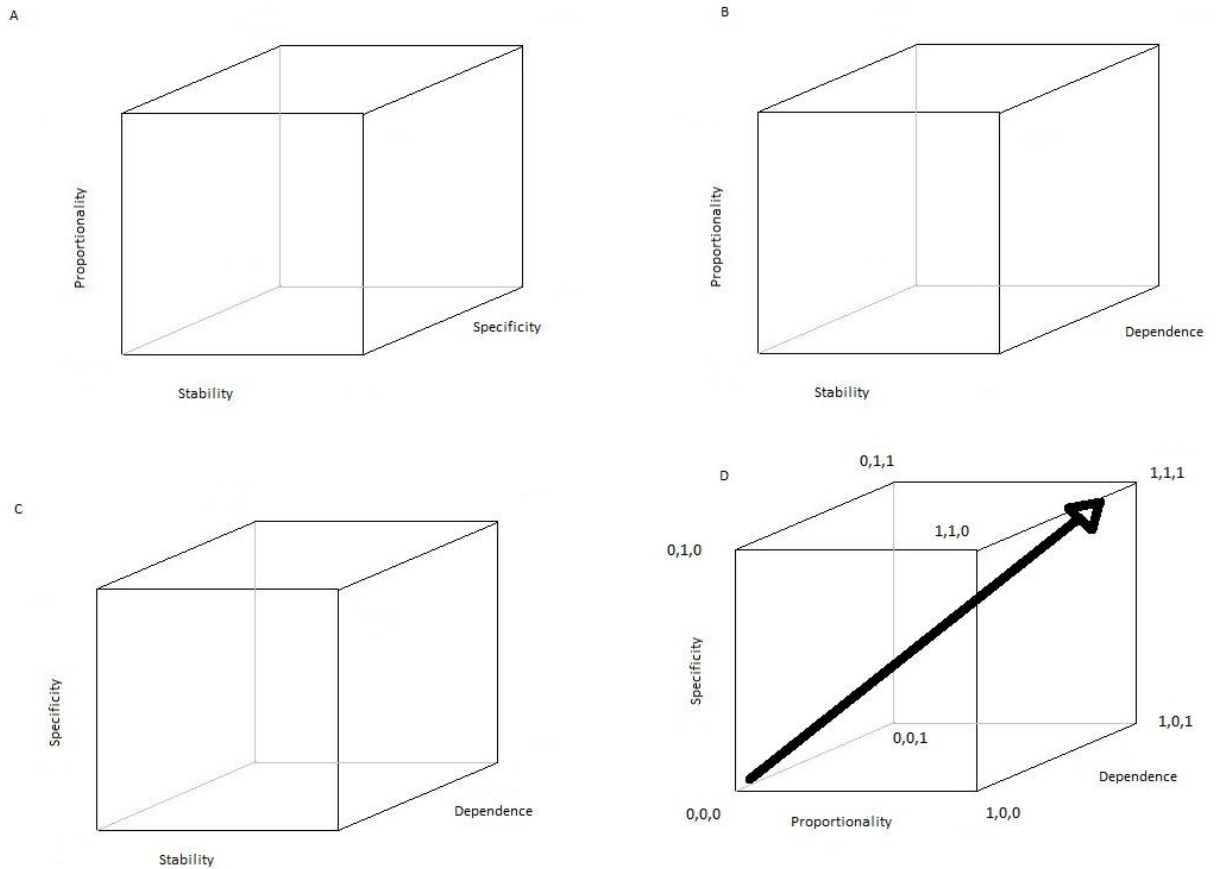 A
Proportionality
Specificity
Stability
B
Proportionality
Dependence
Stability
C
Specificity
Dependence
Stability
D
0,1,1
1,1,1
1,1,0
0,1,0
Specificity
1,0,1
0,0,1
Dependence
0,0,0
Proportionality
1,0,0